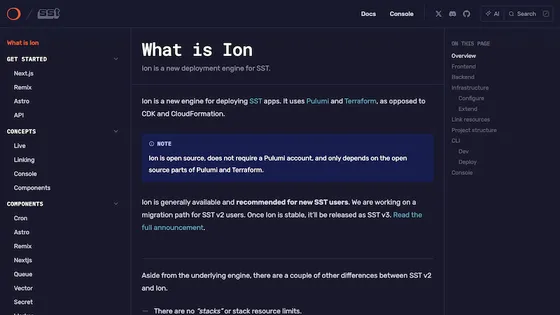 sst
Docs
Console
AI
Search
What is Ion
GET STARTED
Next.js
Remix
Astro
API
CONCEPTS
Live
Linking
Console
Components
COMPONENTS
Cron
Astro
Remix
Nextjs
Queue
Vector
Secret
What is Ion
Ion is a new deployment engine for SST.
Ion is a new engine for deploying SST apps. It uses Pulumi and Terraform, as opposed to
CDK and CloudFormation.
NOTE
Ion is open source, does not require a Pulumi account, and only depends on the open
source parts of Pulumi and Terraform.
Ion is generally available and recommended for new SST users. We are working on a
migration path for SST v2 users. Once Ion is stable, it'll be released as SST v3. Read the
full announcement.
Aside from the underlying engine, there are a couple of other differences between SST v2
and Ion.
— There are no "stacks" or stack resource limits.
ON THIS PAGE
Overview
Frontend
Backend
Infrastructure
Configure
Extend
Link resources
Project structure
CLI
Dev
Deploy
Console